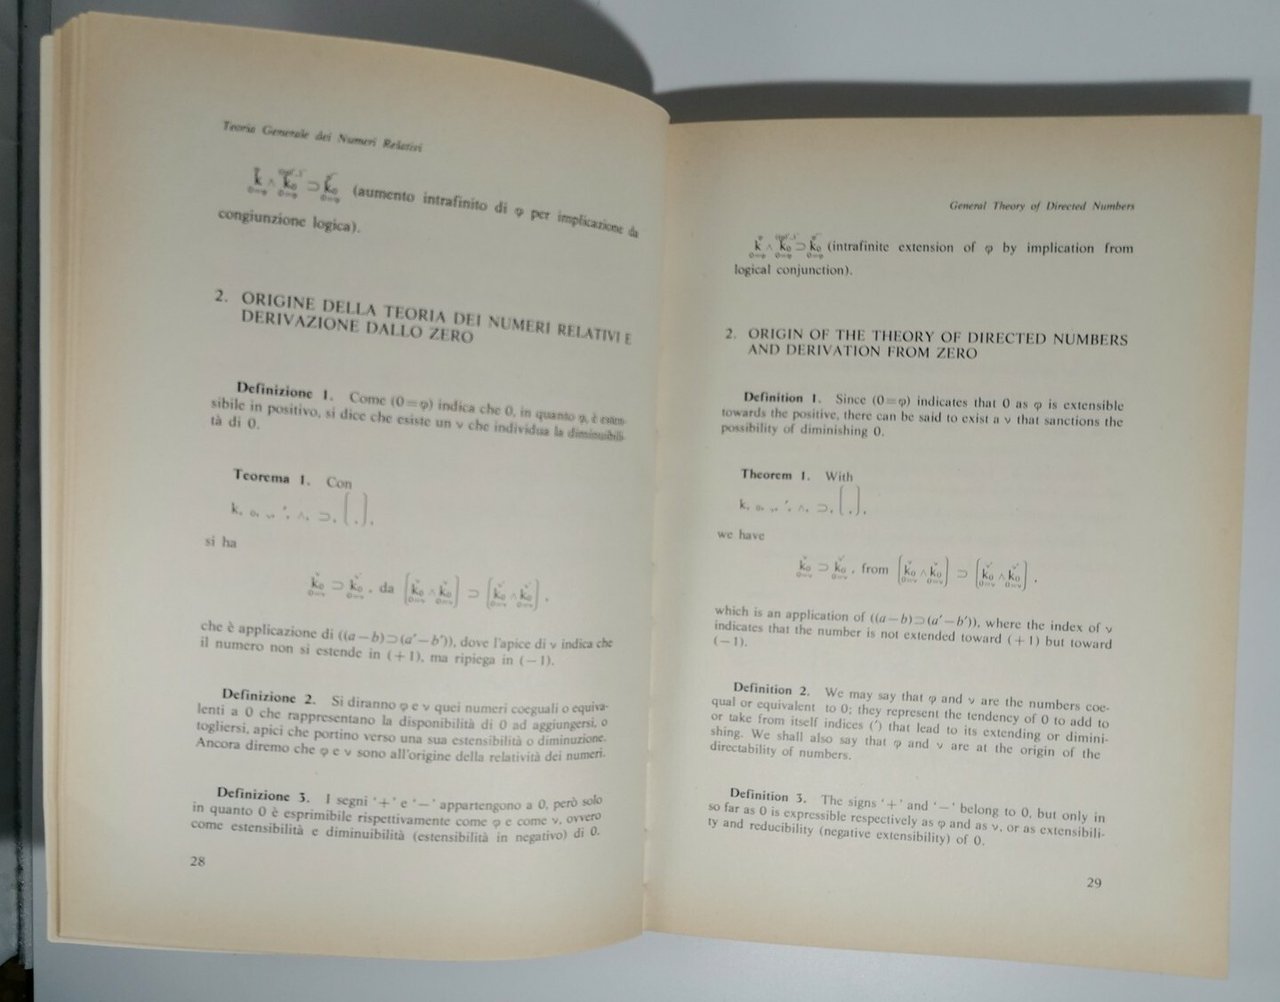 Teoria Generale dei Numeri Relativi
(aumento intrafinito di φ per implicazione da
congiunzione logica).
2. ORIGINE DELLA TEORIA DEI NUMERI RELATIVI E
DERIVAZIONE DALLO ZERO
Definizione 1. Come (0=φ) indica che 0, in quanto φ, è esten-
sibile in positivo, si dice che esiste un ν che individua la diminuibili-
tà di 0.
Teorema 1. Con
si ha
che è applicazione di ((a−b)⊃(a′−b′)), dove l'apice di ν indica che
il numero non si estende in (+1), ma ripiega in (−1).
Definizione 2. Si diranno φ e ν quei numeri coeguali o equiva-
lenti a 0 che rappresentano la disponibilità di 0 ad aggiungersi, o
togliersi, apici che portino verso una sua estensibilità o diminuzione.
Ancora diremo che φ e ν sono all'origine della relatività dei numeri.
Definizione 3. I segni '+' e '−' appartengono a 0, però solo
in quanto 0 è esprimibile rispettivamente come φ e come ν, ovvero
come estensibilità e diminuibilità (estensibilità in negativo) di 0.
28
General Theory of Directed Numbers
(intrafinite extension of φ by implication from
logical conjunction).
2. ORIGIN OF THE THEORY OF DIRECTED NUMBERS
AND DERIVATION FROM ZERO
Definition 1. Since (0=φ) indicates that 0 as φ is extensible
towards the positive, there can be said to exist a ν that sanctions the
possibility of diminishing 0.
Theorem 1. With
we have
from
which is an application of ((a−b)⊃(a′−b′)), where the index of ν
indicates that the number is not extended toward (+1) but toward
(−1).
Definition 2. We may say that φ and ν are the numbers coe-
qual or equivalent to 0; they represent the tendency of 0 to add to
or take from itself indices (′) that lead to its extending or dimini-
shing. We shall also say that φ and ν are at the origin of the
directability of numbers.
Definition 3. The signs '+' and '−' belong to 0, but only in
so far as 0 is expressible respectively as φ and as ν, or as extensibili-
ty and reducibility (negative extensibility) of 0.
29